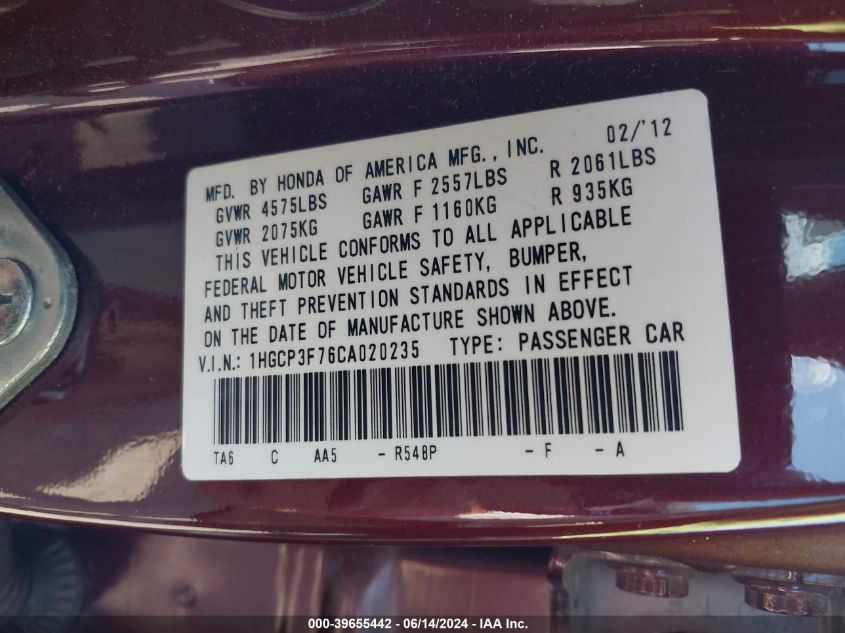 02/'12
MFD. BY HONDA OF AMERICA MFG., INC.
GVWR 4575LBS GAWR F 2557LBS R 2061LBS
GVWR 2075KG GAWR F 1160KG R 935KG
THIS VEHICLE CONFORMS TO ALL APPLICABLE
FEDERAL MOTOR VEHICLE SAFETY, BUMPER,
AND THEFT PREVENTION STANDARDS IN EFFECT
ON THE DATE OF MANUFACTURE SHOWN ABOVE.
V.I.N.: 1HGCP3F76CA020235 TYPE: PASSENGER CAR
TA6 C AA5 - R548P - F - A
000-39655442 - 06/14/2024 - IAA Inc.